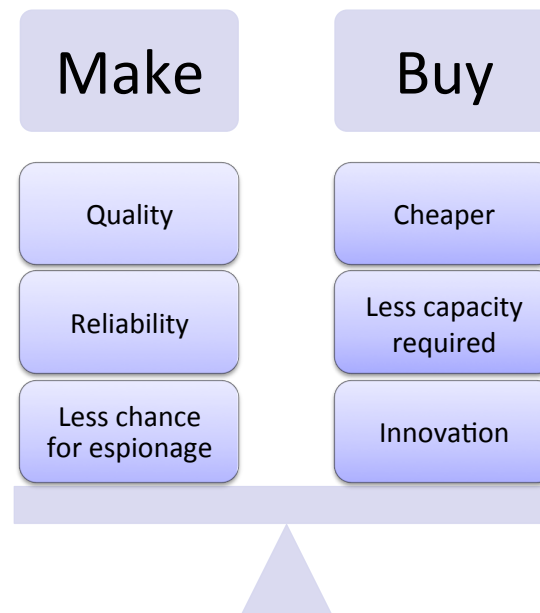 Make
Buy
Quality
Cheaper
Reliability
Less capacity
required
Less chance
for espionage
Innovation